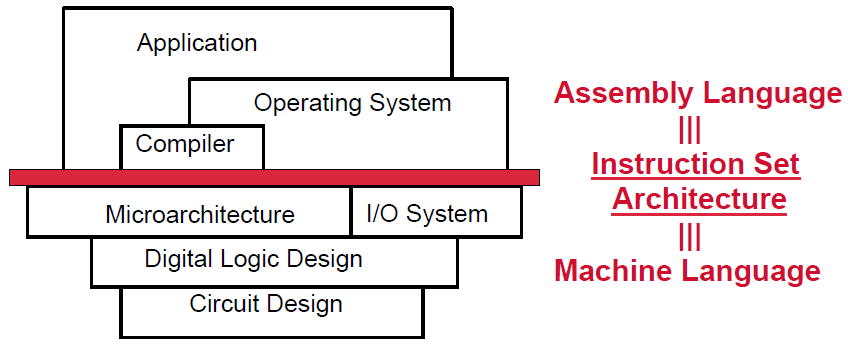 Application
Operating System
Compiler
Microarchitecture
I/O System
Digital Logic Design
Circuit Design
Assembly Language
|||
Instruction Set
Architecture
|||
Machine Language